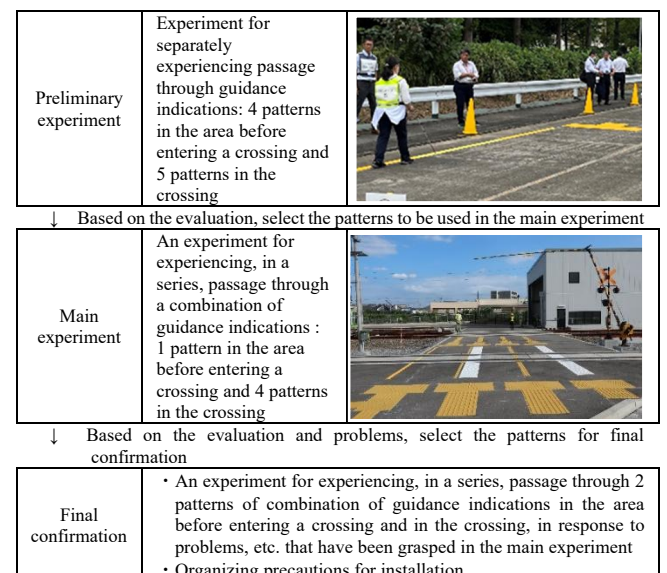 Experiment for
separately
experiencing passage
through guidance
Preliminary
experiment
indications: 4 patterns
in the area before
entering a crossing and
5 patterns in the
crossing
↓ Based on the evaluation, select the patterns to be used in the main experiment
An experiment for
experiencing, in a
series, passage through
a combination of
Main
experiment
guidance indications :
1 pattern in the area
before entering a
crossing and 4 patterns
in the crossing
↓ Based on the evaluation and problems, select the patterns for final
confirmation
Final
confirmation
・An experiment for experiencing, in a series, passage through 2
patterns of combination of guidance indications in the area
before entering a crossing and in the crossing, in response to
problems, etc. that have been grasped in the main experiment
・Organizing precautions for installation